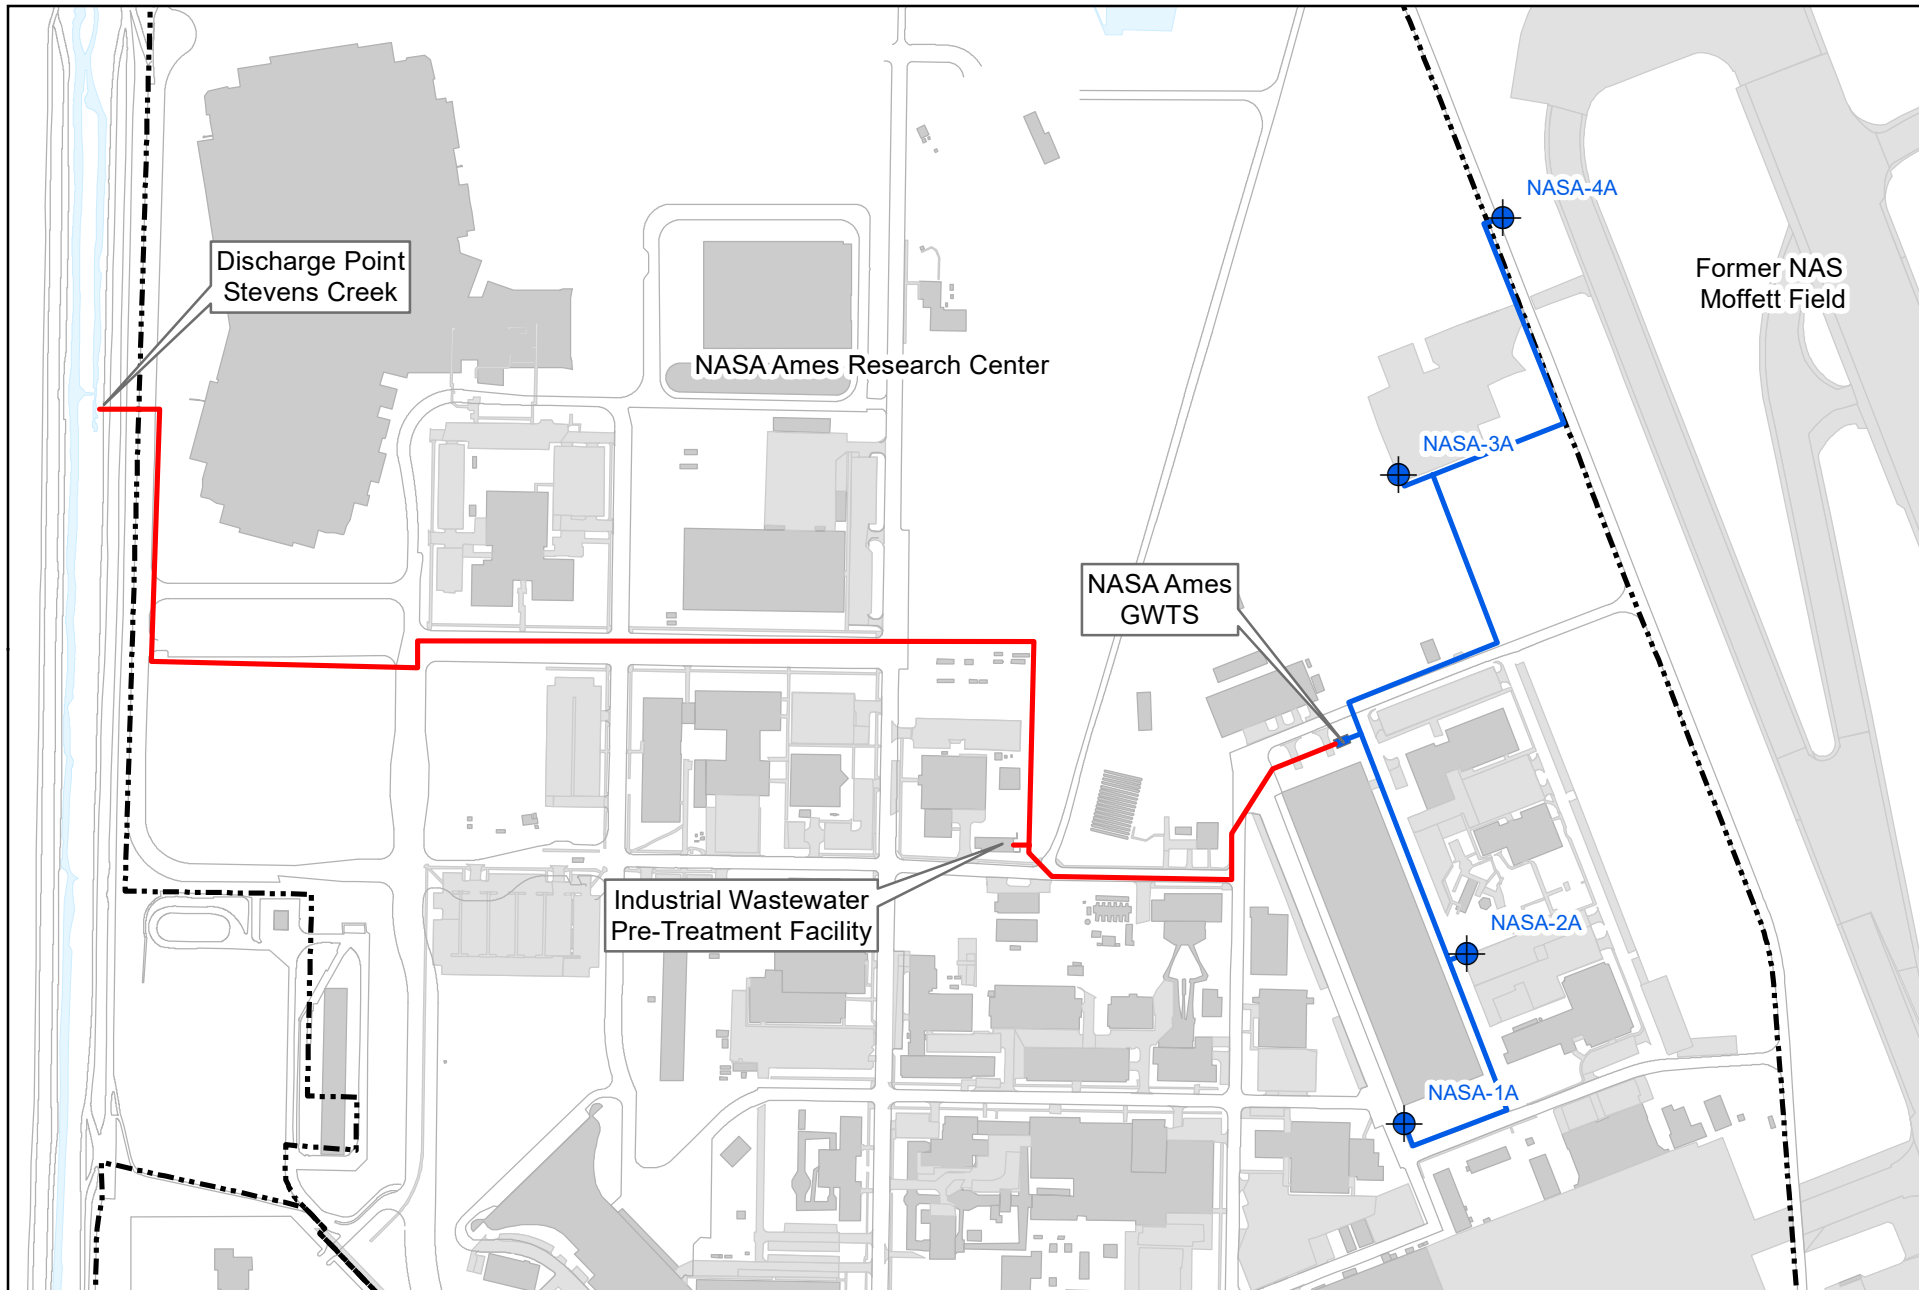 NASA-4A
Discharge Point
Stevens Creek
Former NAS
Moffett Field
NASA Ames Research Center
NASA-3A
NASA Ames
GWTS
Industrial Wastewater
Pre-Treatment Facility
NASA-2A
NASA-1A